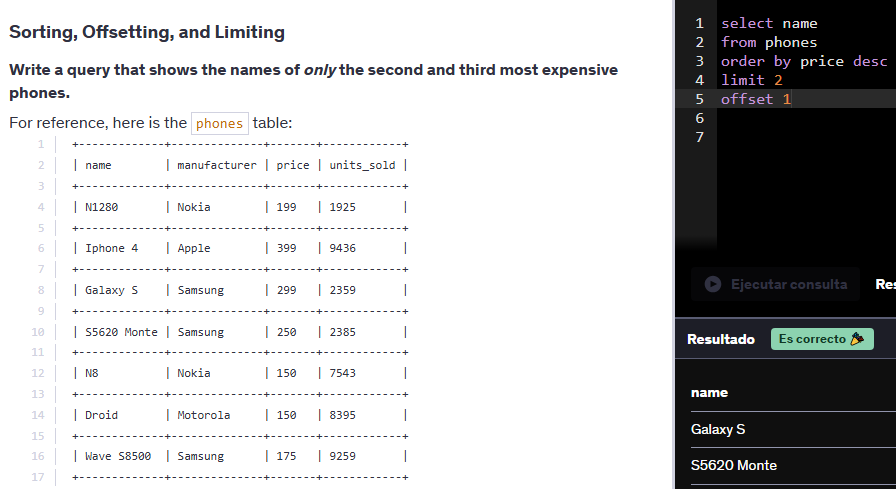 Sorting, Offsetting, and Limiting
Write a query that shows the names of only the second and third most expensive
phones.
For reference, here is the phones table:
1 +-------------+--------------+-------+------------+
2 | name | manufacturer | price | units_sold |
3 +-------------+--------------+-------+------------+
4 | N1280 | Nokia | 199 | 1925 |
5 +-------------+--------------+-------+------------+
6 | Iphone 4 | Apple | 399 | 9436 |
7 +-------------+--------------+-------+------------+
8 | Galaxy S | Samsung | 299 | 2359 |
9 +-------------+--------------+-------+------------+
10 | S5620 Monte | Samsung | 250 | 2385 |
11 +-------------+--------------+-------+------------+
12 | N8 | Nokia | 150 | 7543 |
13 +-------------+--------------+-------+------------+
14 | Droid | Motorola | 150 | 8395 |
15 +-------------+--------------+-------+------------+
16 | Wave S8500 | Samsung | 175 | 9259 |
17 +-------------+--------------+-------+------------+
1 select name
2 from phones
3 order by price desc
4 limit 2
5 offset 1
6
7
Ejecutar consulta
Resultado Es correcto
name
Galaxy S
S5620 Monte